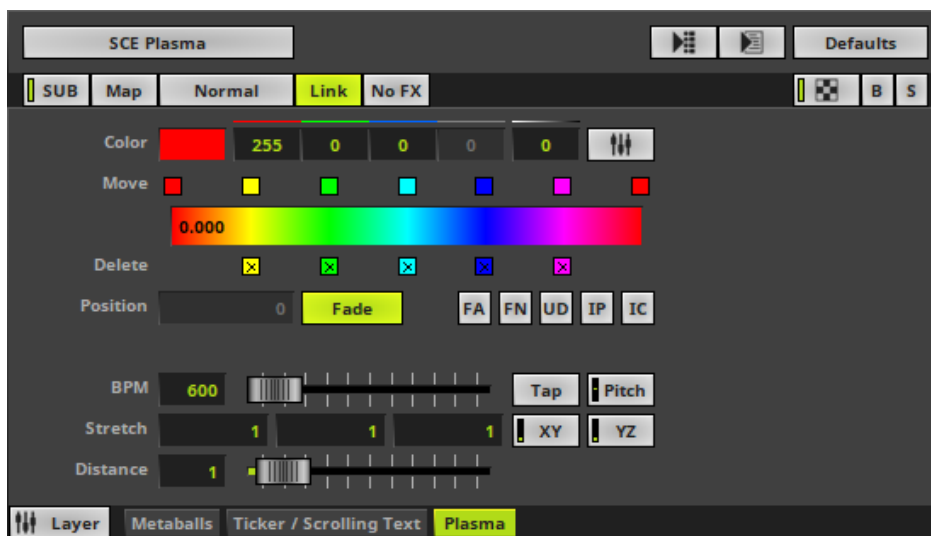 SCE Plasma Defaults
SUB Map Normal Link No FX B S
Color 255 0 0 0 0
Move
0.000
Delete
Position 0 Fade FA FN UD IP IC
BPM 600 Tap Pitch
Stretch 1 1 1 XY YZ
Distance 1
Layer Metaballs Ticker / Scrolling Text Plasma